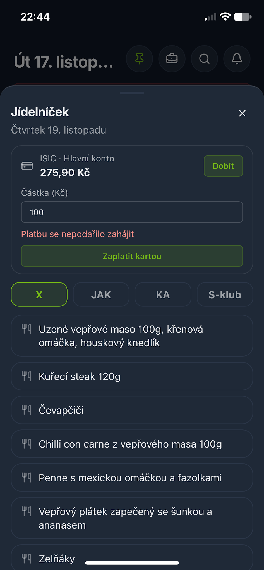 22:44
Út 17. listop...
Jídelníček
Čtvrtek 19. listopadu
ISIC - Hlavní konto
275,90 Kč
Dobít
Částka (Kč)
100
Platbu se nepodařilo zahájit
Zaplatit kartou
X JAK KA S-klub
Uzené vepřové maso 100g, křenová
omáčka, houskový knedlík
Kuřecí steak 120g
Čevapčiči
Chilli con carne z vepřového masa 100g
Penne s mexickou omáčkou a fazolkami
Vepřový plátek zapečený se šunkou a
ananasem
Zelňáky